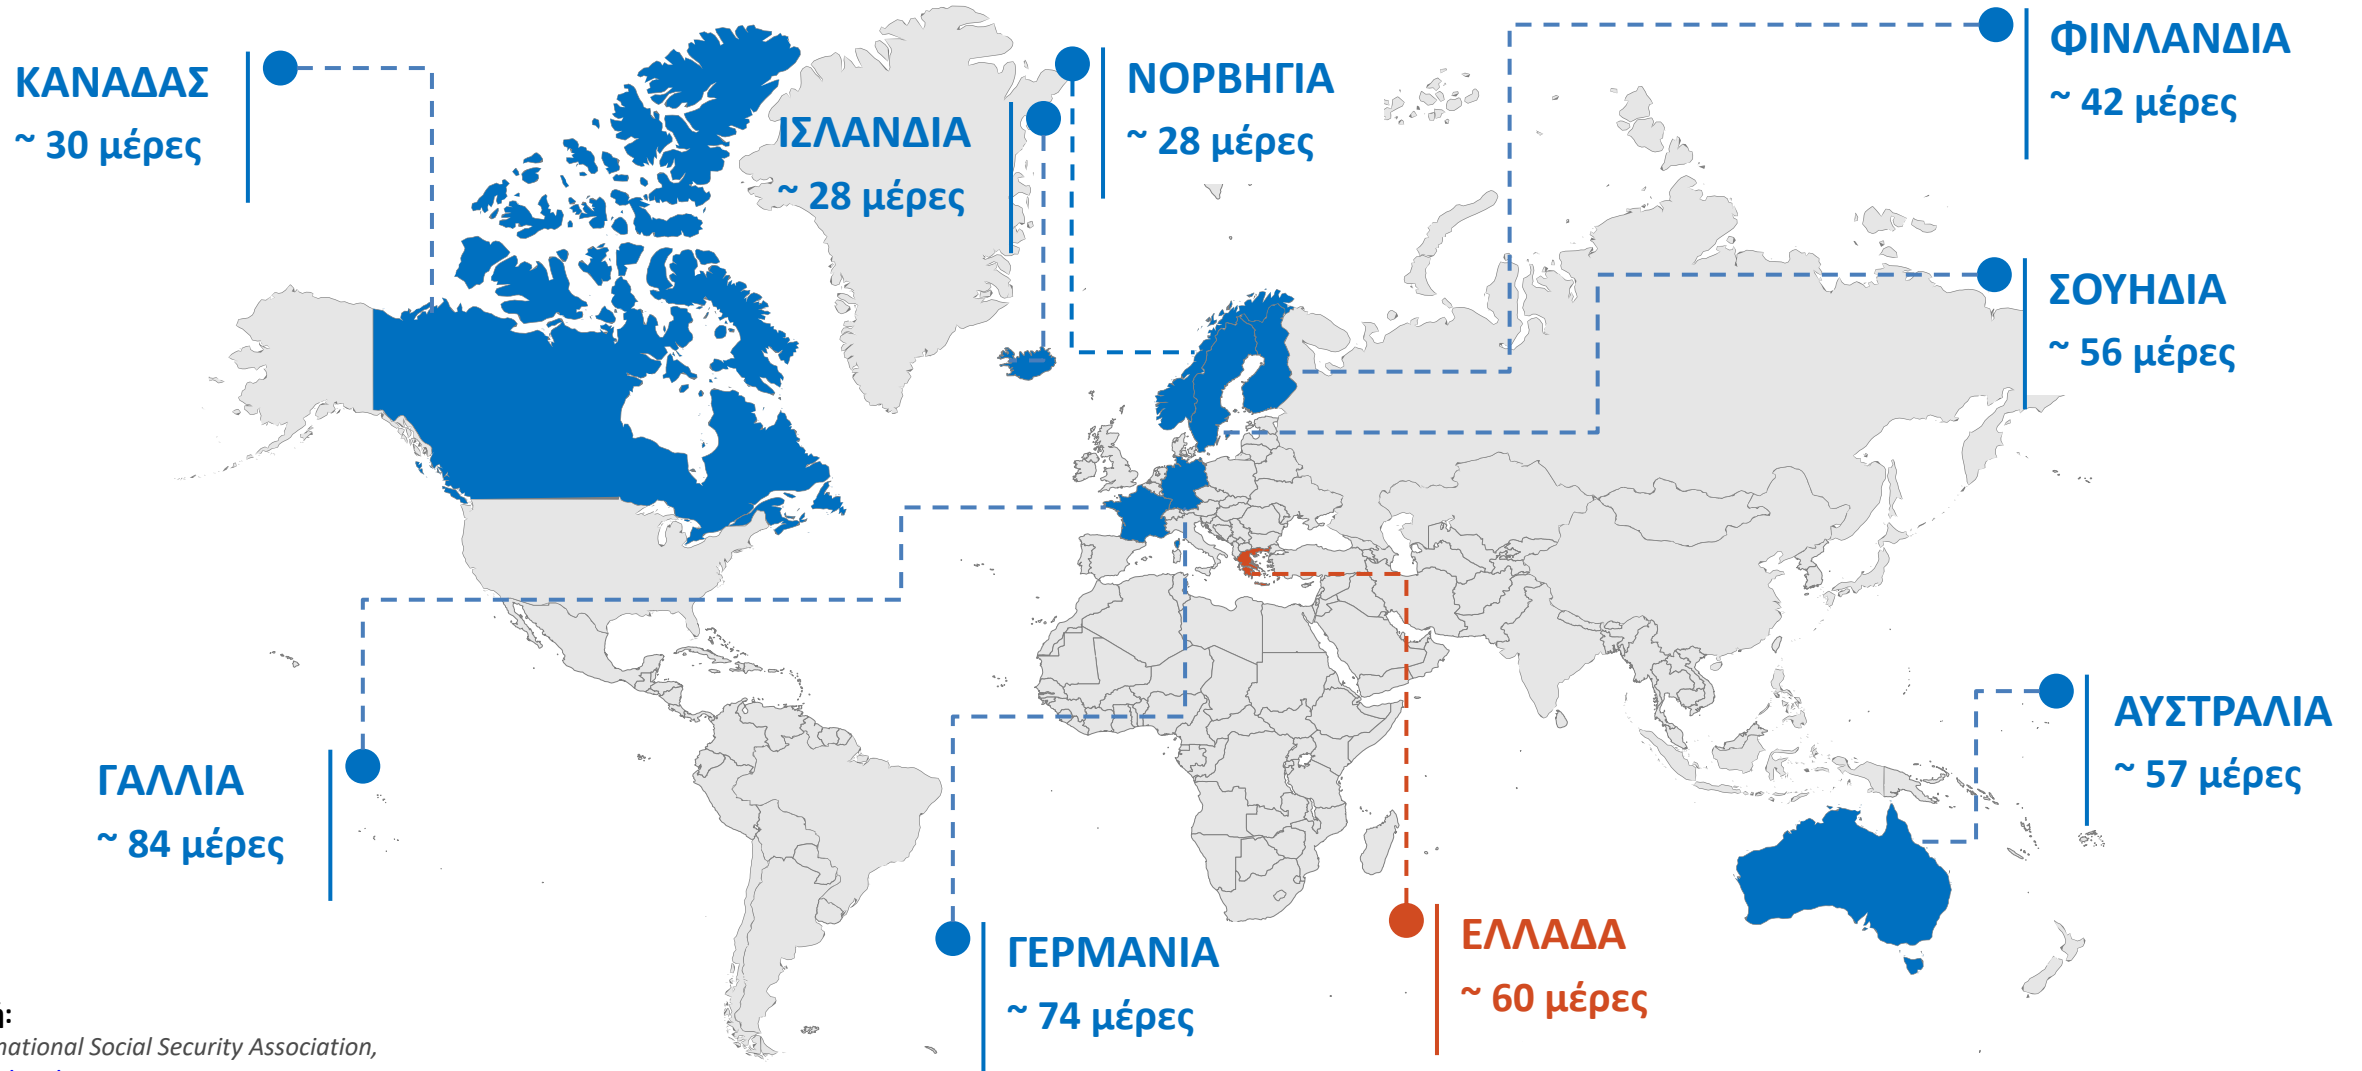 ΚΑΝΑΔΑΣ
~ 30 μέρες
ΙΣΛΑΝΔΙΑ
~ 28 μέρες
ΝΟΡΒΗΓΙΑ
~ 28 μέρες
ΦΙΝΛΑΝΔΙΑ
~ 42 μέρες
ΣΟΥΗΔΙΑ
~ 56 μέρες
ΑΥΣΤΡΑΛΙΑ
~ 57 μέρες
ΓΑΛΛΙΑ
~ 84 μέρες
ΓΕΡΜΑΝΙΑ
~ 74 μέρες
ΕΛΛΑΔΑ
~ 60 μέρες
national Social Security Association,